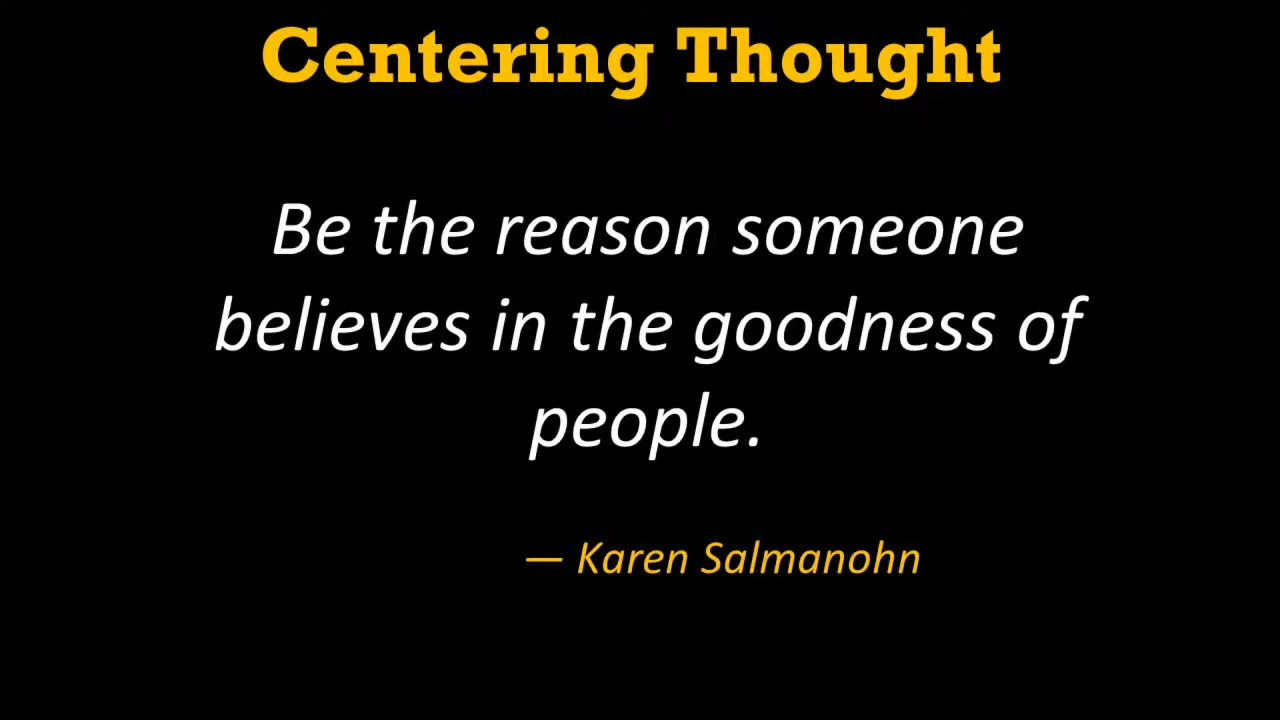 Centering Thought
Be the reason someone
believes in the goodness of
people.
— Karen Salmanohn